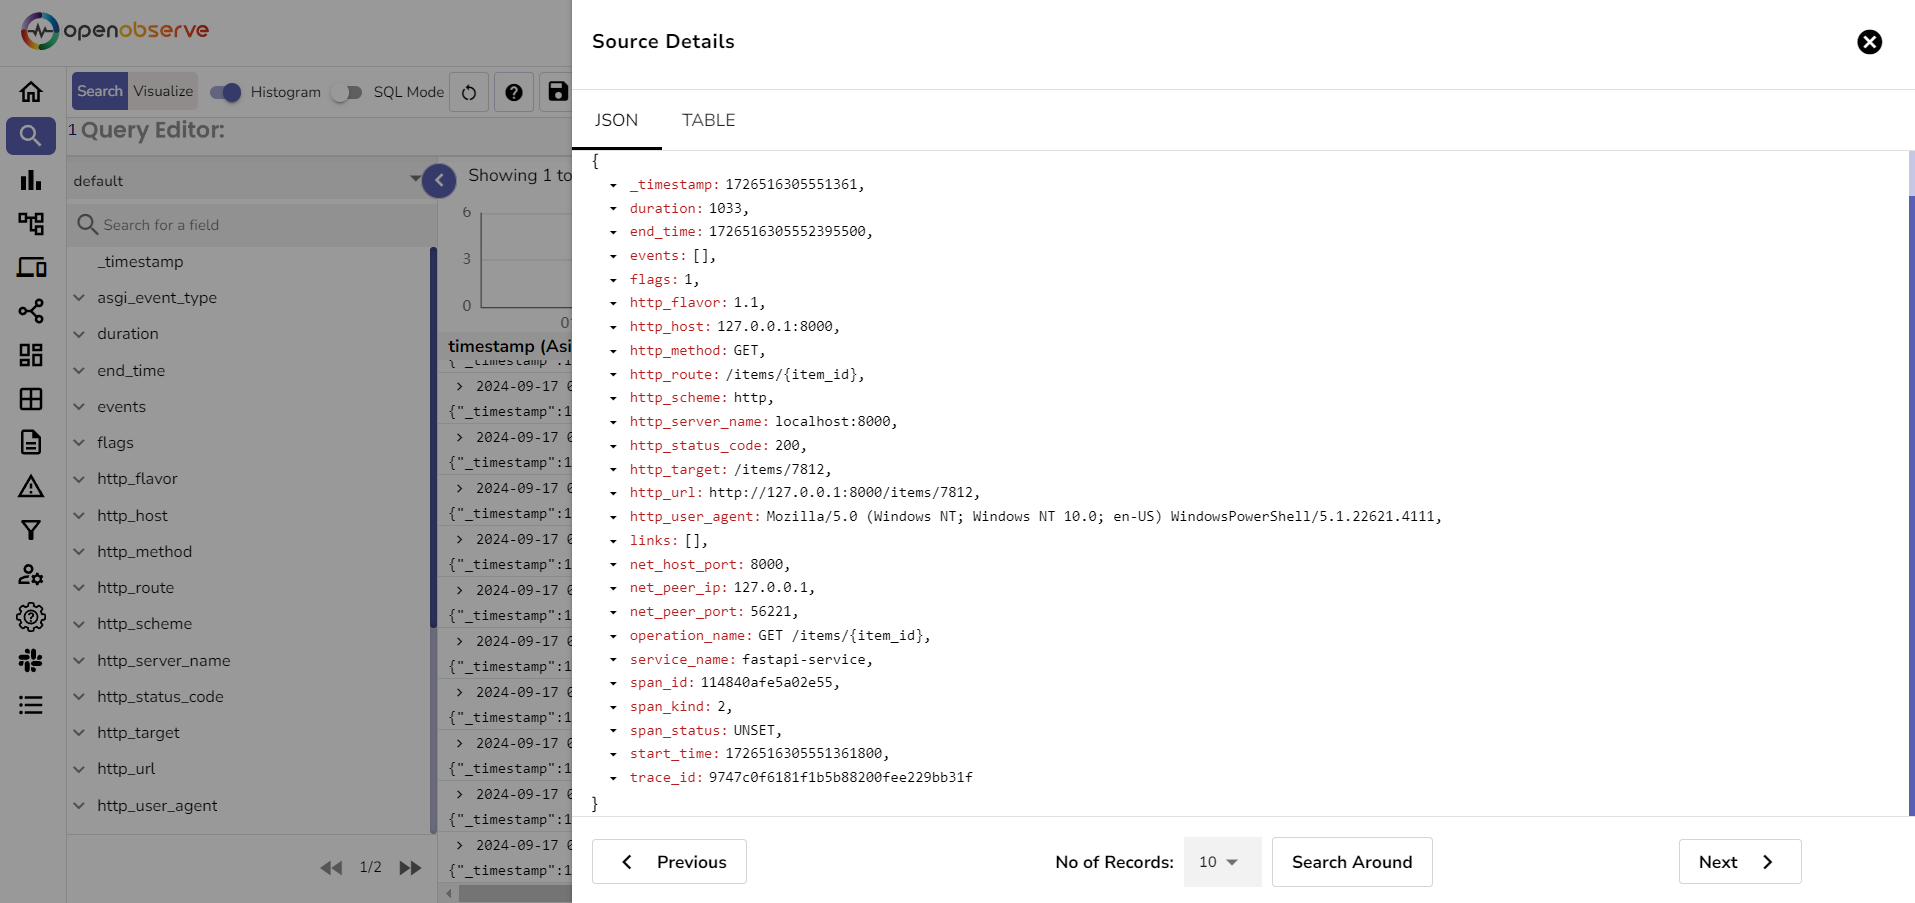 openobserve
Search Visualize Histogram SQL Mode
1 Query Editor:
default
Search for a field
_timestamp
asgi_event_type
duration
end_time
events
flags
http_flavor
http_host
http_method
http_route
http_scheme
http_server_name
http_status_code
http_target
http_url
http_user_agent
1/2
Showing 1 to
6
3
0
timestamp (Asi
{"_timestamp":1
2024-09-17
{"_timestamp":1
2024-09-17
{"_timestamp":1
2024-09-17
{"_timestamp":1
2024-09-17
{"_timestamp":1
2024-09-17
{"_timestamp":1
2024-09-17
{"_timestamp":1
2024-09-17
{"_timestamp":1
2024-09-17
{"_timestamp":1
2024-09-17
{"_timestamp":1
2024-09-17
{"_timestamp":1
Source Details
JSON TABLE
{
_timestamp: 1726516305551361,
duration: 1033,
end_time: 1726516305552395500,
events: [],
flags: 1,
http_flavor: 1.1,
http_host: 127.0.0.1:8000,
http_method: GET,
http_route: /items/{item_id},
http_scheme: http,
http_server_name: localhost:8000,
http_status_code: 200,
http_target: /items/7812,
http_url: http://127.0.0.1:8000/items/7812,
http_user_agent: Mozilla/5.0 (Windows NT; Windows NT 10.0; en-US) WindowsPowerShell/5.1.22621.4111,
links: [],
net_host_port: 8000,
net_peer_ip: 127.0.0.1,
net_peer_port: 56221,
operation_name: GET /items/{item_id},
service_name: fastapi-service,
span_id: 114840afe5a02e55,
span_kind: 2,
span_status: UNSET,
start_time: 1726516305551361800,
trace_id: 9747c0f6181f1b5b88200fee229bb31f
}
Previous No of Records: 10 Search Around Next